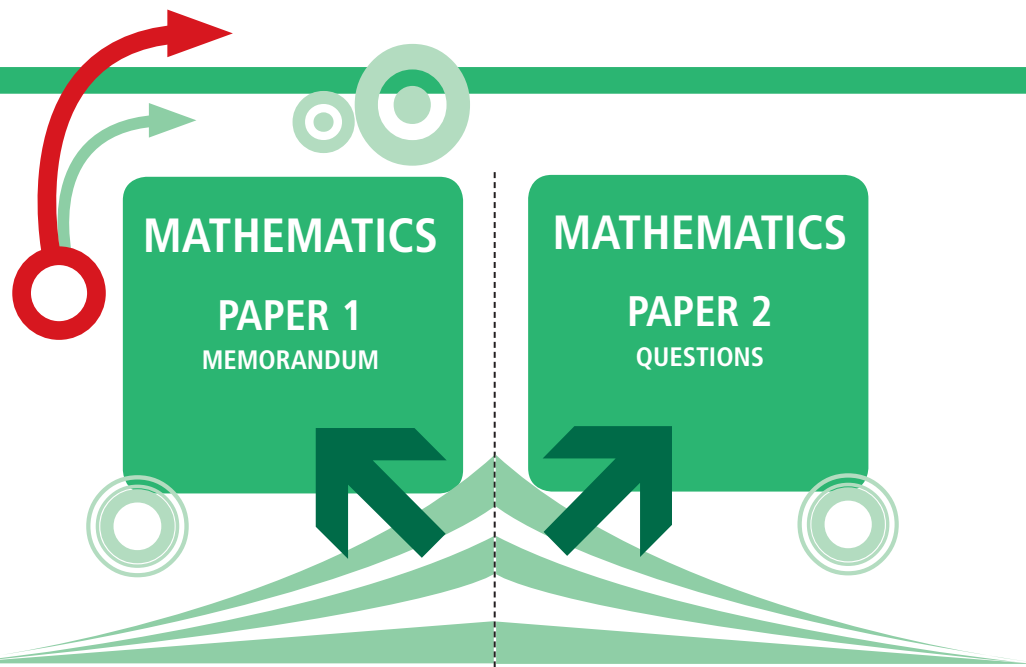 MATHEMATICS
PAPER 1
MEMORANDUM
MATHEMATICS
PAPER 2
QUESTIONS